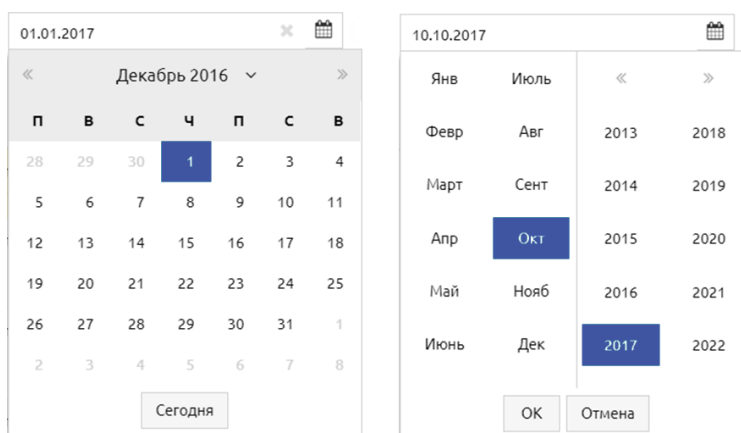 01.01.2017 ×
« Декабрь 2016 »
П В С Ч П С В
28 29 30 1 2 3 4
5 6 7 8 9 10 11
12 13 14 15 16 17 18
19 20 21 22 23 24 25
26 27 28 29 30 31 1
2 3 4 5 6 7 8
Сегодня
10.10.2017
Янв Июль « »
Февр Авг 2013 2018
Март Сент 2014 2019
Апр Окт 2015 2020
Май Нояб 2016 2021
Июнь Дек 2017 2022
ОК Отмена